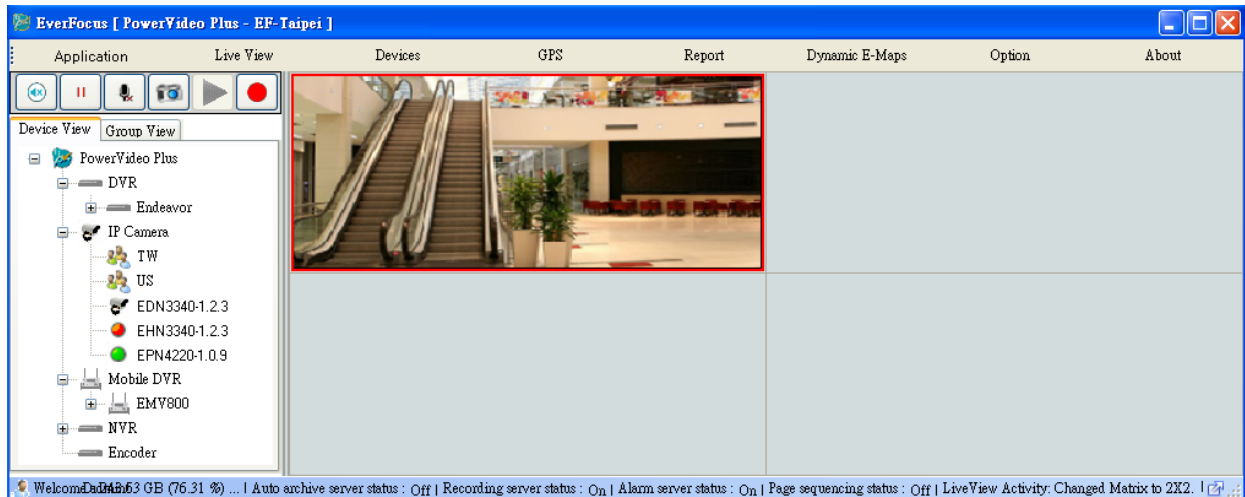 EverFocus [ PowerVideo Plus - EF-Taipei ]
Application Live View Devices GPS Report Dynamic E-Maps Option About
Device View Group View
PowerVideo Plus
DVR
Endeavor
IP Camera
TW
US
EDN3340-1.2.3
EHN3340-1.2.3
EPN4220-1.0.9
Mobile DVR
EMV800
NVR
Encoder
Welcome GB (76.31 %) ... | Auto archive server status : Off | Recording server status : On | Alarm server status : On | Page sequencing status : Off | LiveView Activity: Changed Matrix to 2X2. |